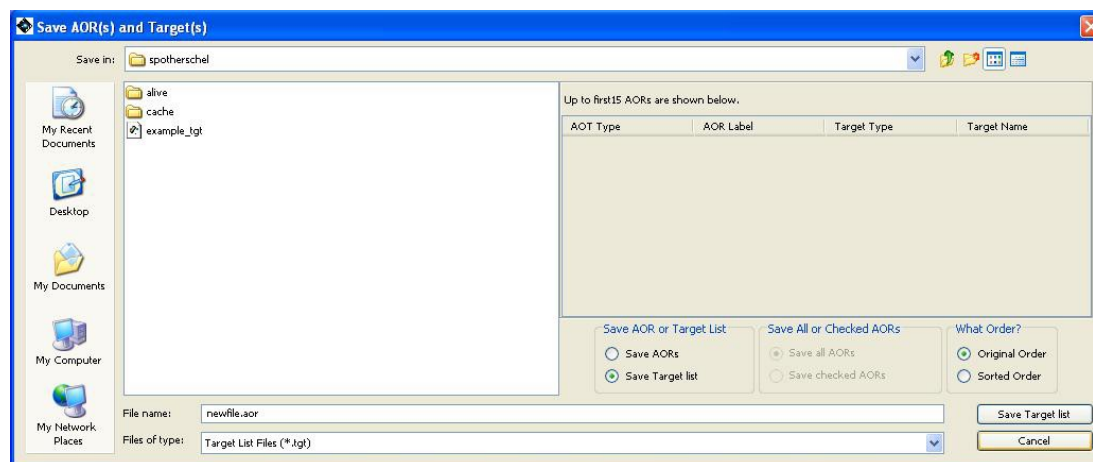 Save AOR(s) and Target(s)
Save in:
spotherschel
My Recent
Documents
Desktop
My Documents
My Computer
My Network
Places
alive
cache
example_tgt
Up to first15 AORs are shown below.
AOT Type AOR Label Target Type Target Name
Save AOR or Target List
Save AORs
Save Target list
Save All or Checked AORs
Save all AORs
Save checked AORs
What Order?
Original Order
Sorted Order
File name: newfile.aor
Save Target list
Files of type: Target List Files (*.tgt)
Cancel